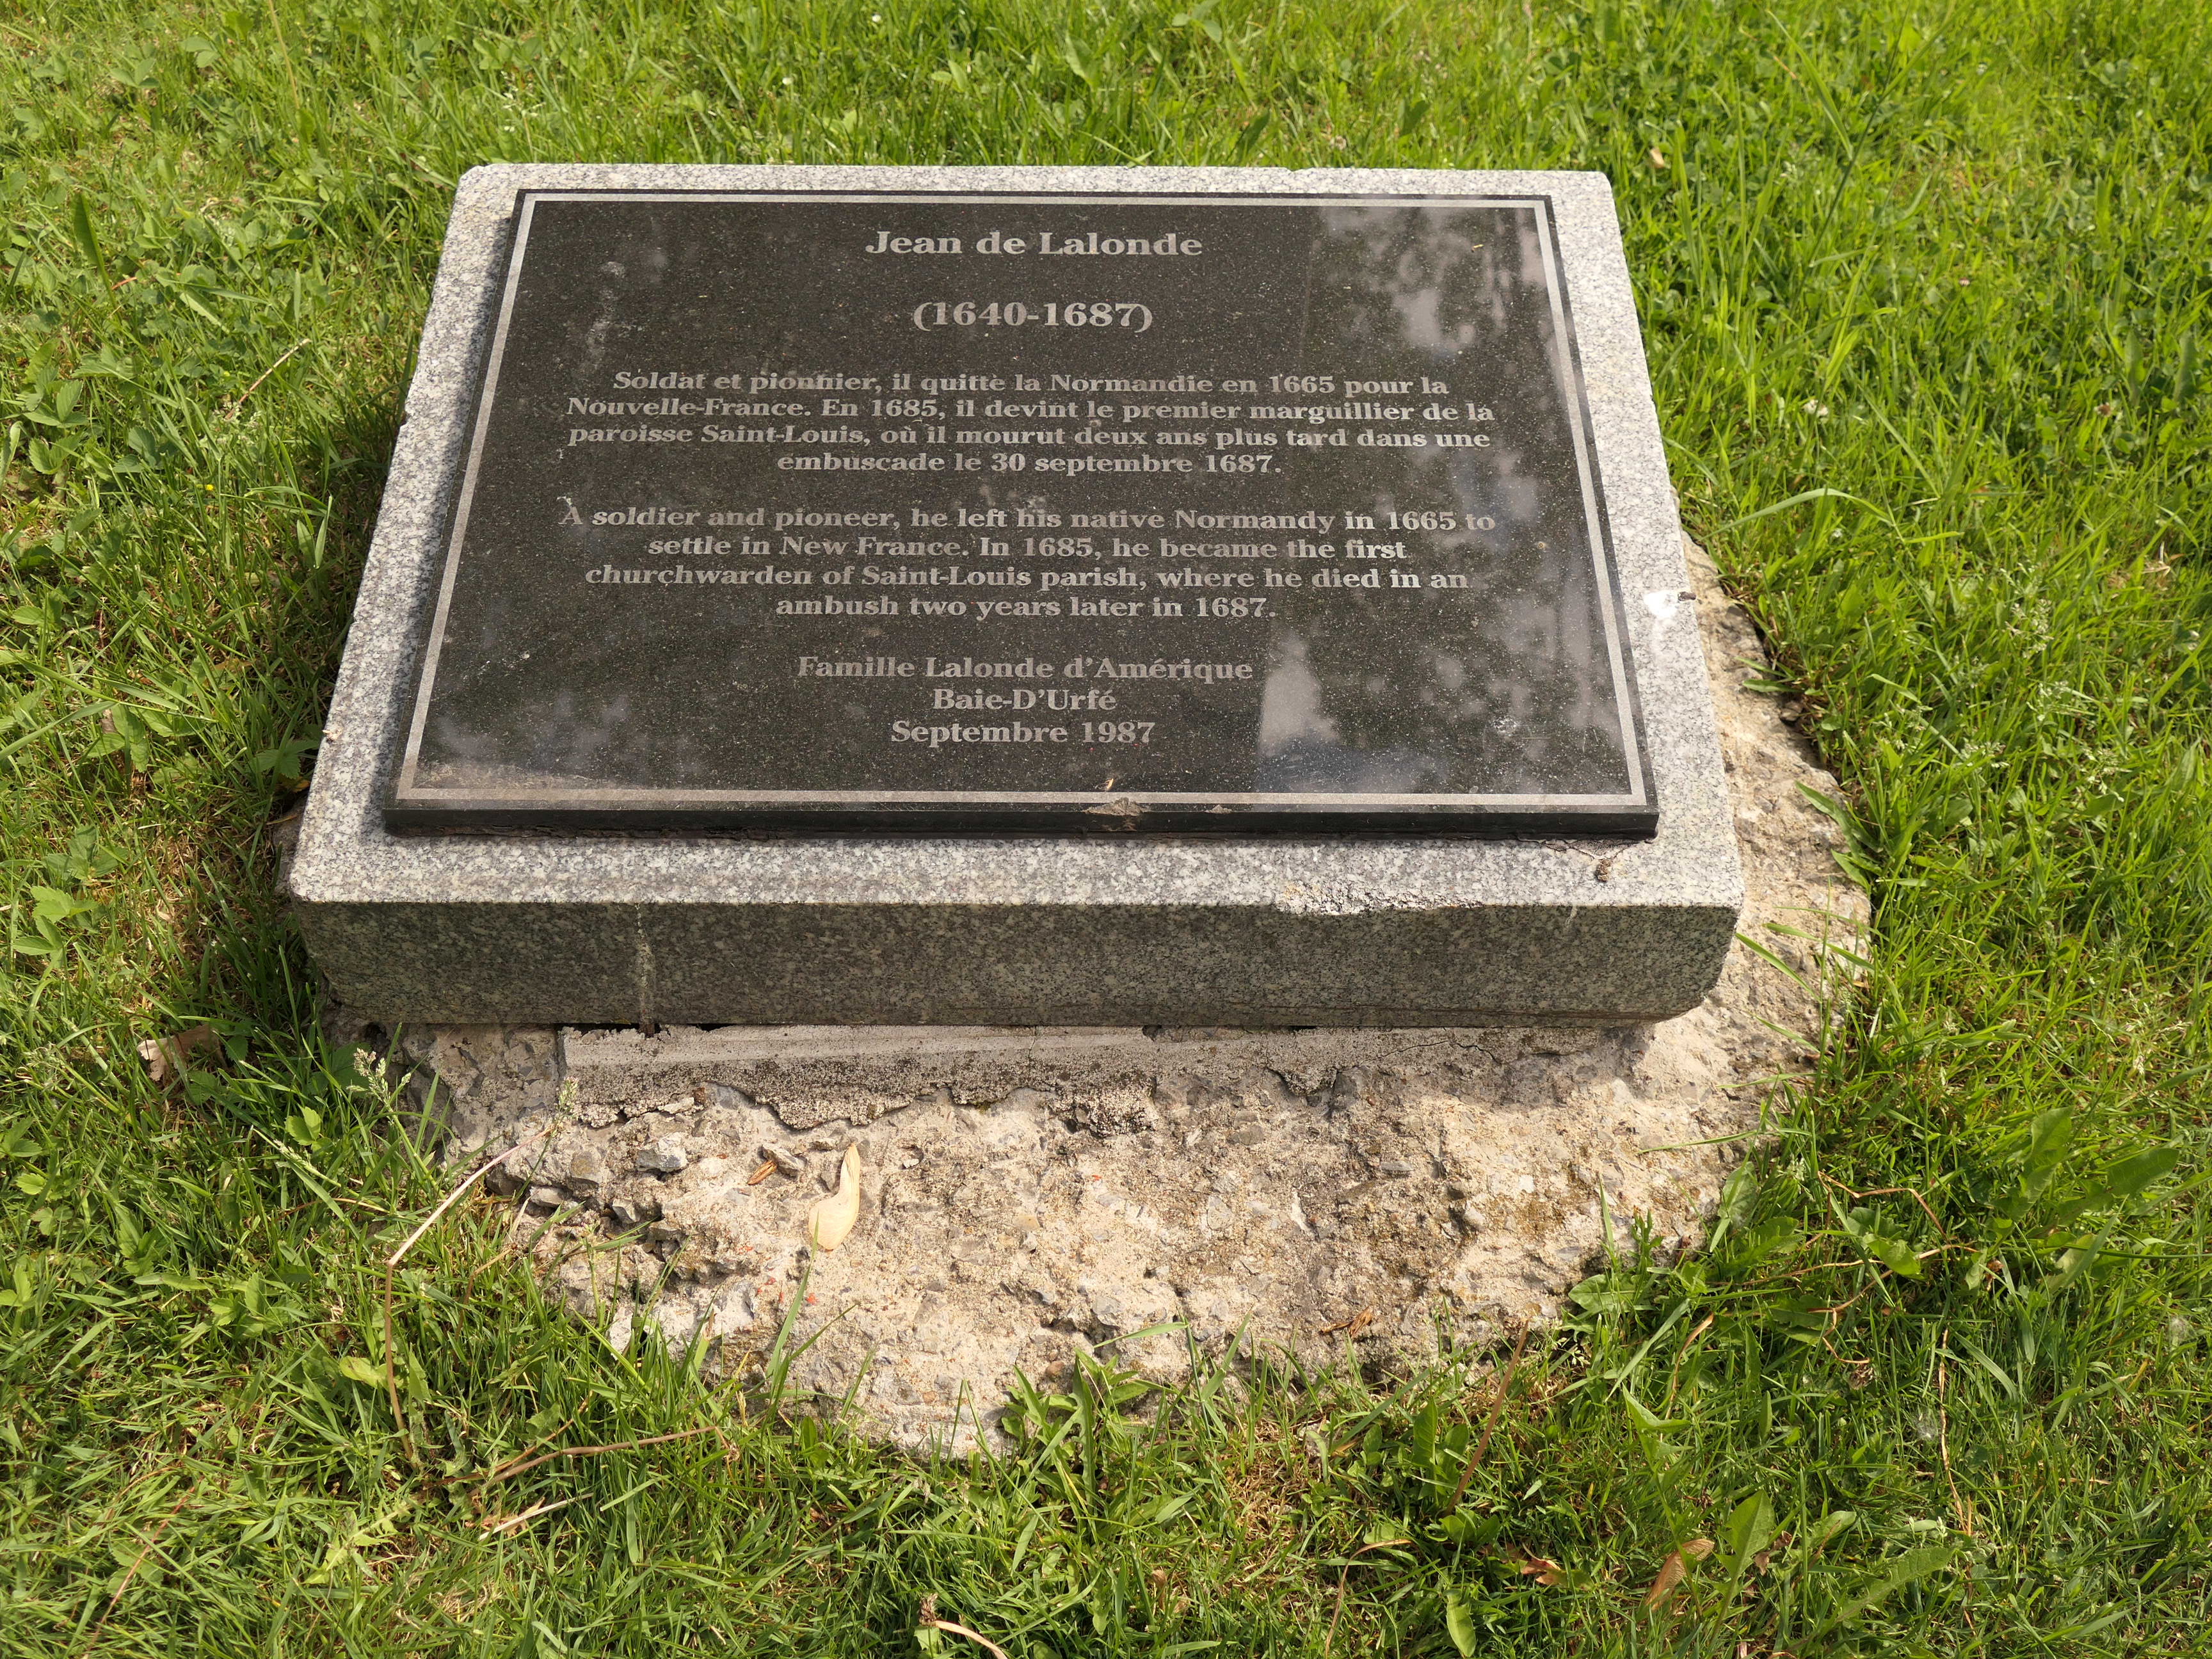 Jean de Lalonde
(1640-1687)
Soldat et pionnier, il quitte la Normandie en 1665 pour la
Nouvelle-France. En 1685, il devint le premier marguillier de la
paroisse Saint-Louis, où il mourut deux ans plus tard dans une
embuscade le 30 septembre 1687.
A soldier and pioneer, he left his native Normandy in 1665 to
settle in New France. In 1685, he became the first
churchwarden of Saint-Louis parish, where he died in an
ambush two years later in 1687.
Famille Lalonde d'Amérique
Baie-D'Urfé
Septembre 1987